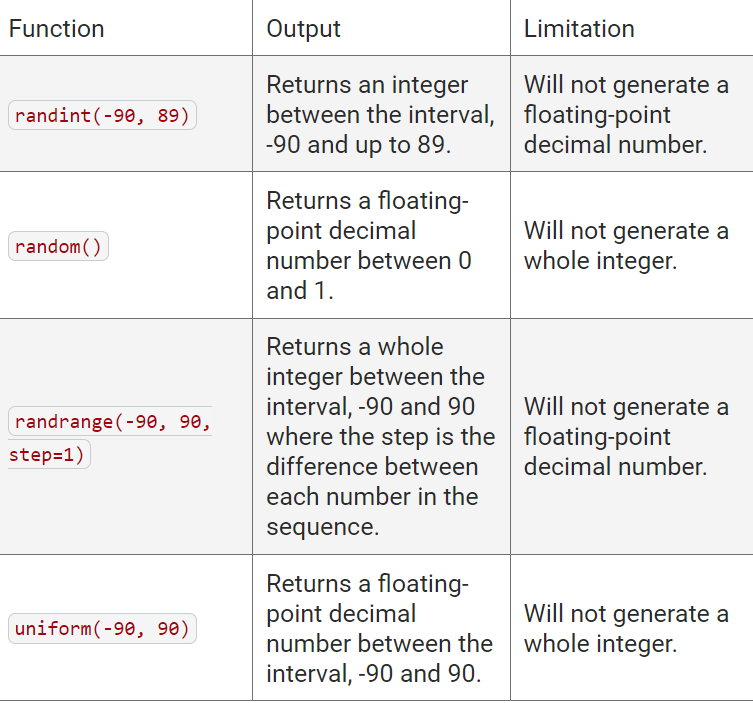 Function Output Limitation
randint(-90, 89)
Returns an integer
between the interval,
-90 and up to 89.
Will not generate a
floating-point
decimal number.
random()
Returns a floating-
point decimal
number between 0
and 1.
Will not generate a
whole integer.
randrange(-90, 90,
step=1)
Returns a whole
integer between the
interval, -90 and 90
where the step is the
difference between
each number in the
sequence.
Will not generate a
floating-point
decimal number.
uniform(-90, 90)
Returns a floating-
point decimal
number between the
interval, -90 and 90.
Will not generate a
whole integer.